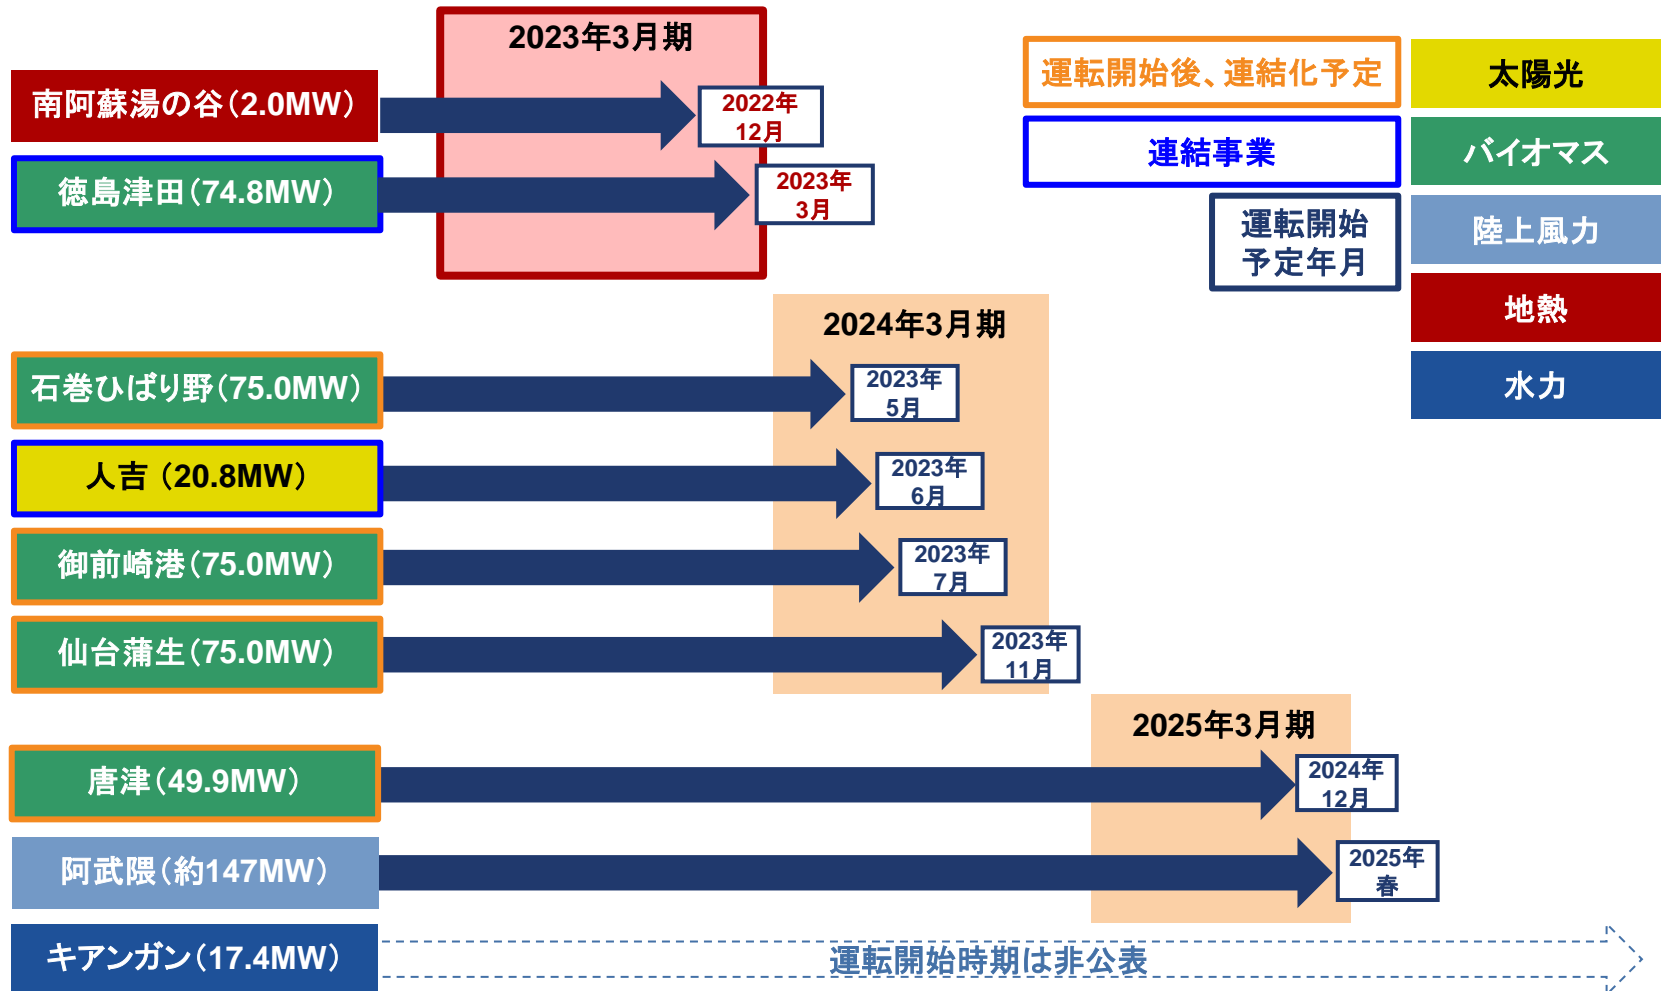 2023年3月期
南阿蘇湯の谷(2.0MW)
2022年
12月
徳島津田(74.8MW)
2023年
3月
運転開始後、連結化予定
連結事業
運転開始
予定年月
太陽光
バイオマス
陸上風力
地熱
水力
2024年3月期
石巻ひばり野(75.0MW)
2023年
5月
人吉 (20.8MW)
2023年
6月
御前崎港(75.0MW)
2023年
7月
仙台蒲生(75.0MW)
2023年
11月
2025年3月期
唐津(49.9MW)
2024年
12月
阿武隈(約147MW)
2025年
春
キアンガン(17.4MW)
運転開始時期は非公表